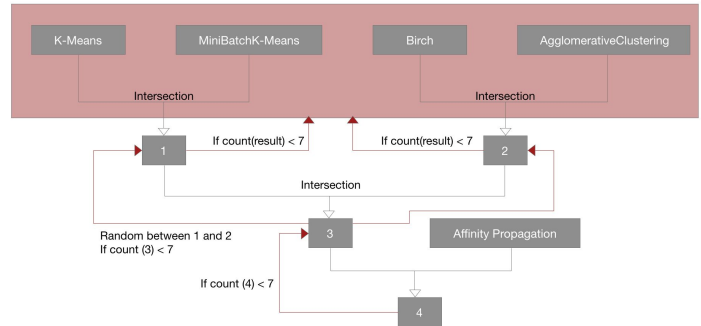 K-Means
MiniBatchK-Means
Birch
AgglomerativeClustering
Intersection
Intersection
1
If count(result) < 7
If count(result) < 7
2
Intersection
Random between 1 and 2
If count (3) < 7
3
Affinity Propagation
If count (4) < 7
4